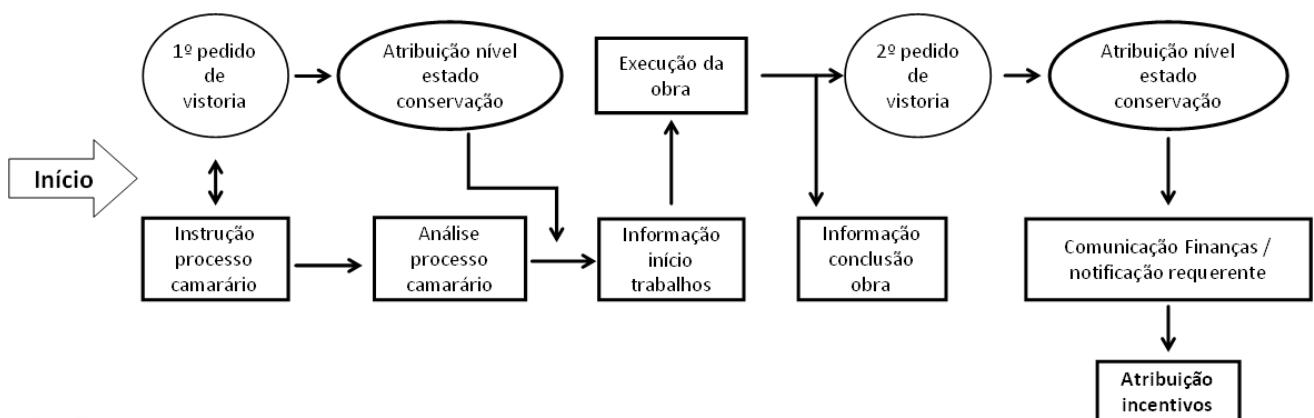 Início
1º pedido
de
vistoria
Atribuição nível
estado
conservação
Execução da
obra
2º pedido
de
vistoria
Atribuição nível
estado
conservação
Instrução
processo
camarário
Análise
processo
camarário
Informação
início
trabalhos
Informação
conclusão
obra
Comunicação Finanças /
notificação requerente
Atribuição
incentivos